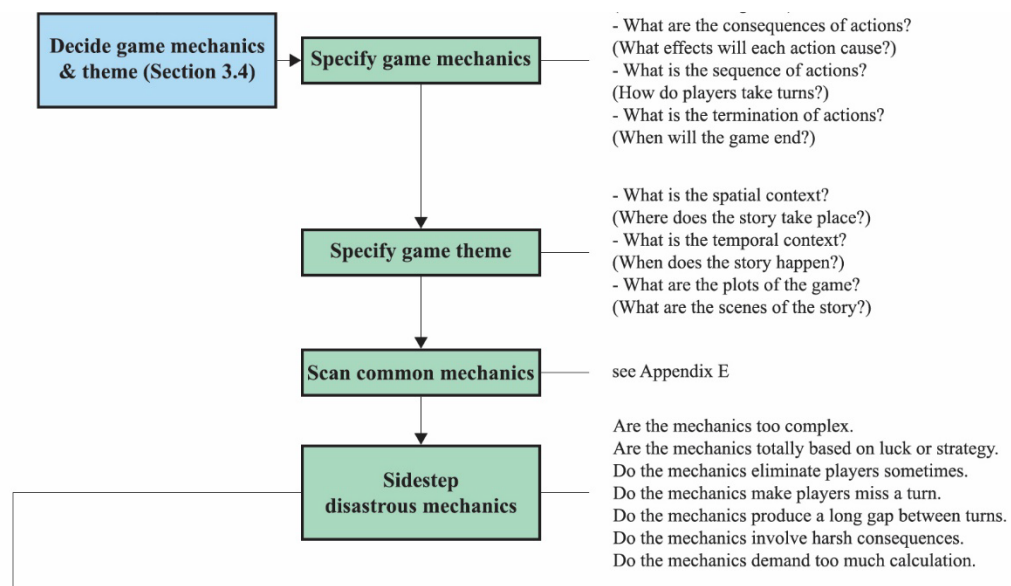 Decide game mechanics
& theme (Section 3.4)
Specify game mechanics
- What are the consequences of actions?
(What effects will each action cause?)
- What is the sequence of actions?
(How do players take turns?)
- What is the termination of actions?
(When will the game end?)
Specify game theme
- What is the spatial context?
(Where does the story take place?)
- What is the temporal context?
(When does the story happen?)
- What are the plots of the game?
(What are the scenes of the story?)
Scan common mechanics
see Appendix E
Sidestep
disastrous mechanics
Are the mechanics too complex.
Are the mechanics totally based on luck or strategy.
Do the mechanics eliminate players sometimes.
Do the mechanics make players miss a turn.
Do the mechanics produce a long gap between turns.
Do the mechanics involve harsh consequences.
Do the mechanics demand too much calculation.